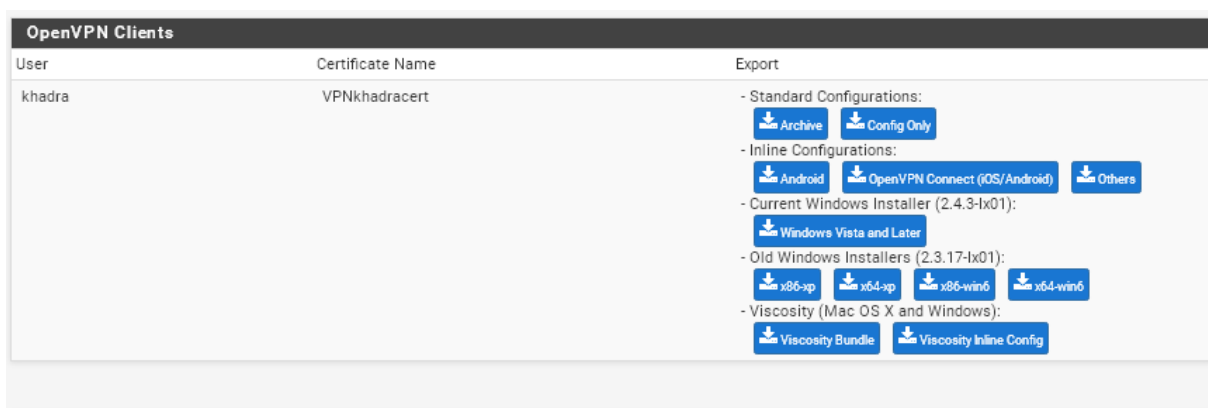 OpenVPN Clients
User Certificate Name Export
khadra VPNkhadracert - Standard Configurations:
Archive Config Only
- Inline Configurations:
Android OpenVPN Connect (iOS/Android) Others
- Current Windows Installer (2.4.3-Ix01):
Windows Vista and Later
- Old Windows Installers (2.3.17-Ix01):
x86-xp x64-xp x86-win6 x64-win6
- Viscosity (Mac OS X and Windows):
Viscosity Bundle Viscosity Inline Config